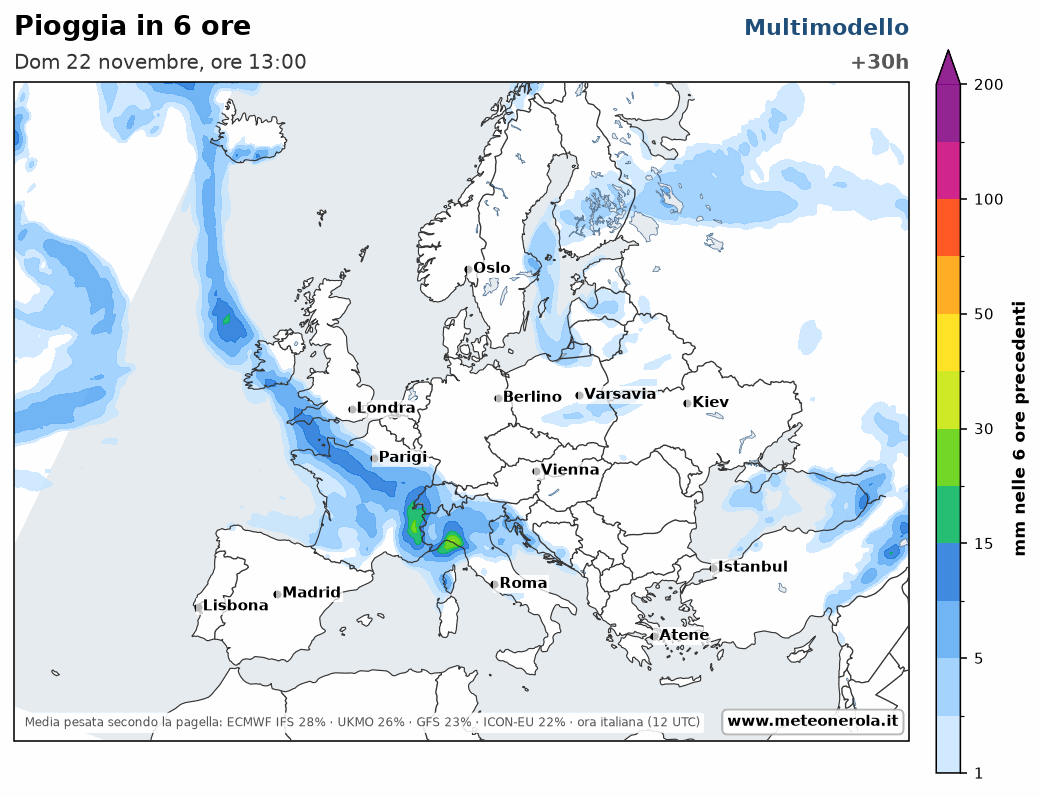 Pioggia in 6 ore
Multimodello
Dom 22 novembre, ore 13:00
+30h
200
100
50
30
15
5
1
mm nelle 6 ore precedenti
Oslo
Berlino
Varsavia
Kiev
Londra
Parigi
Vienna
Istanbul
Roma
Madrid
Lisbona
Atene
Media pesata secondo la pagella: ECMWF IFS 28% · UKMO 26% · GFS 23% · ICON-EU 22% · ora italiana (12 UTC)
www.meteonerola.it